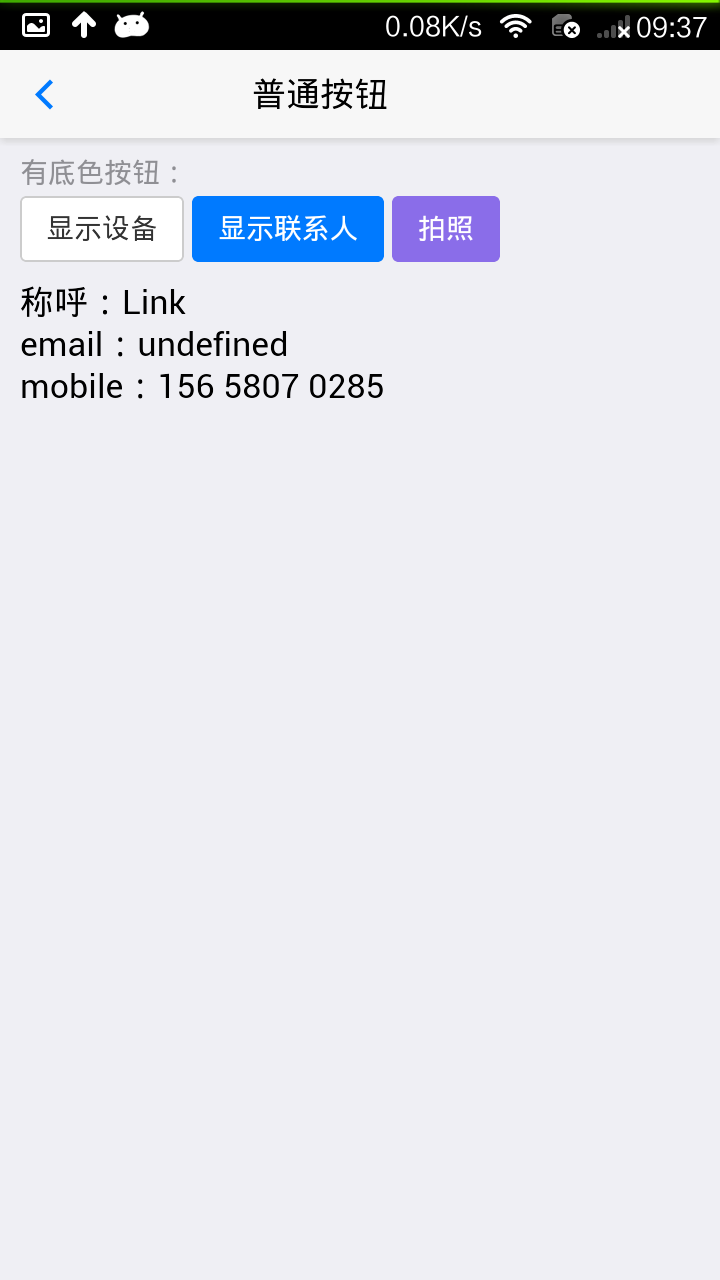 0.08K/s 09:37
普通按钮
有底色按钮：
显示设备 显示联系人 拍照
称呼：Link
email：undefined
mobile：156 5807 0285